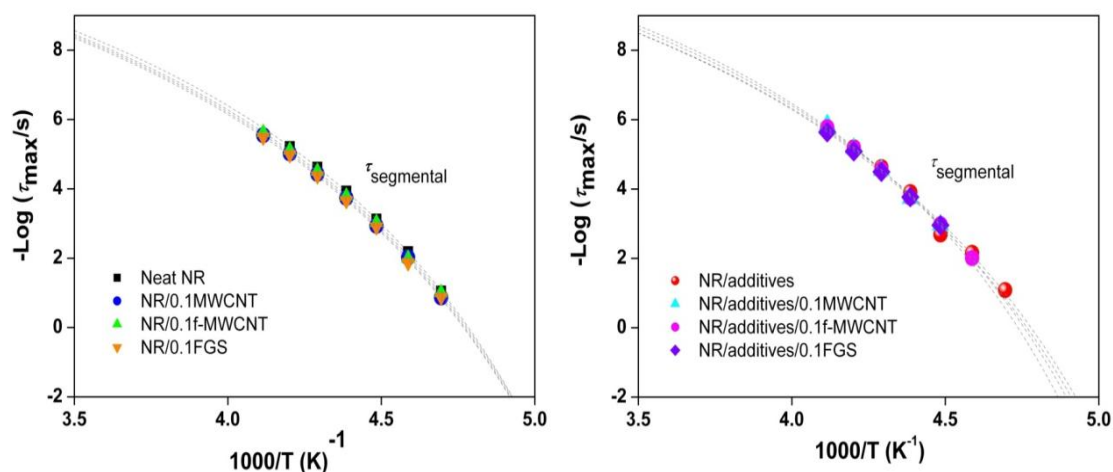 8
6
4
2
0
-2
-Log (τmax/s)
τsegmental
Neat NR
NR/0.1MWCNT
NR/0.1f-MWCNT
NR/0.1FGS
3.5 4.0 4.5 5.0
1000/T (K)-1
8
6
4
2
0
-2
-Log (τmax/s)
τsegmental
NR/additives
NR/additives/0.1MWCNT
NR/additives/0.1f-MWCNT
NR/additives/0.1FGS
3.5 4.0 4.5 5.0
1000/T (K-1)